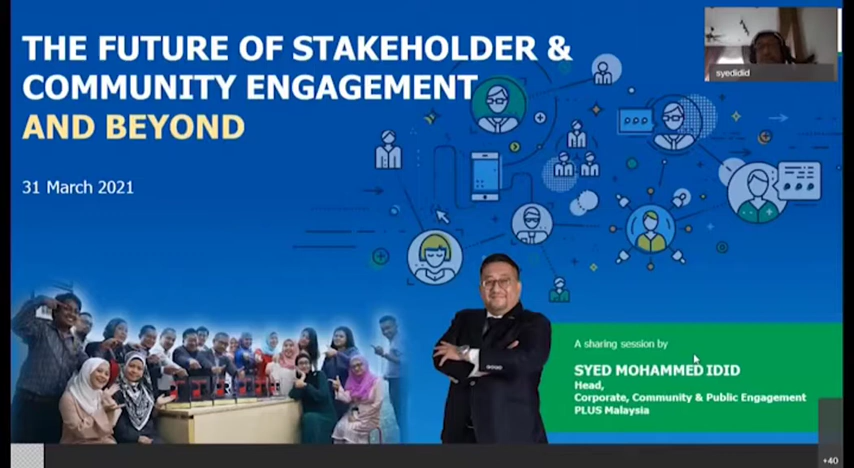 THE FUTURE OF STAKEHOLDER &
COMMUNITY ENGAGEMENT
AND BEYOND
31 March 2021
syedidid
A sharing session by
SYED MOHAMMED IDID
Head,
Corporate, Community & Public Engagement
PLUS Malaysia
+40